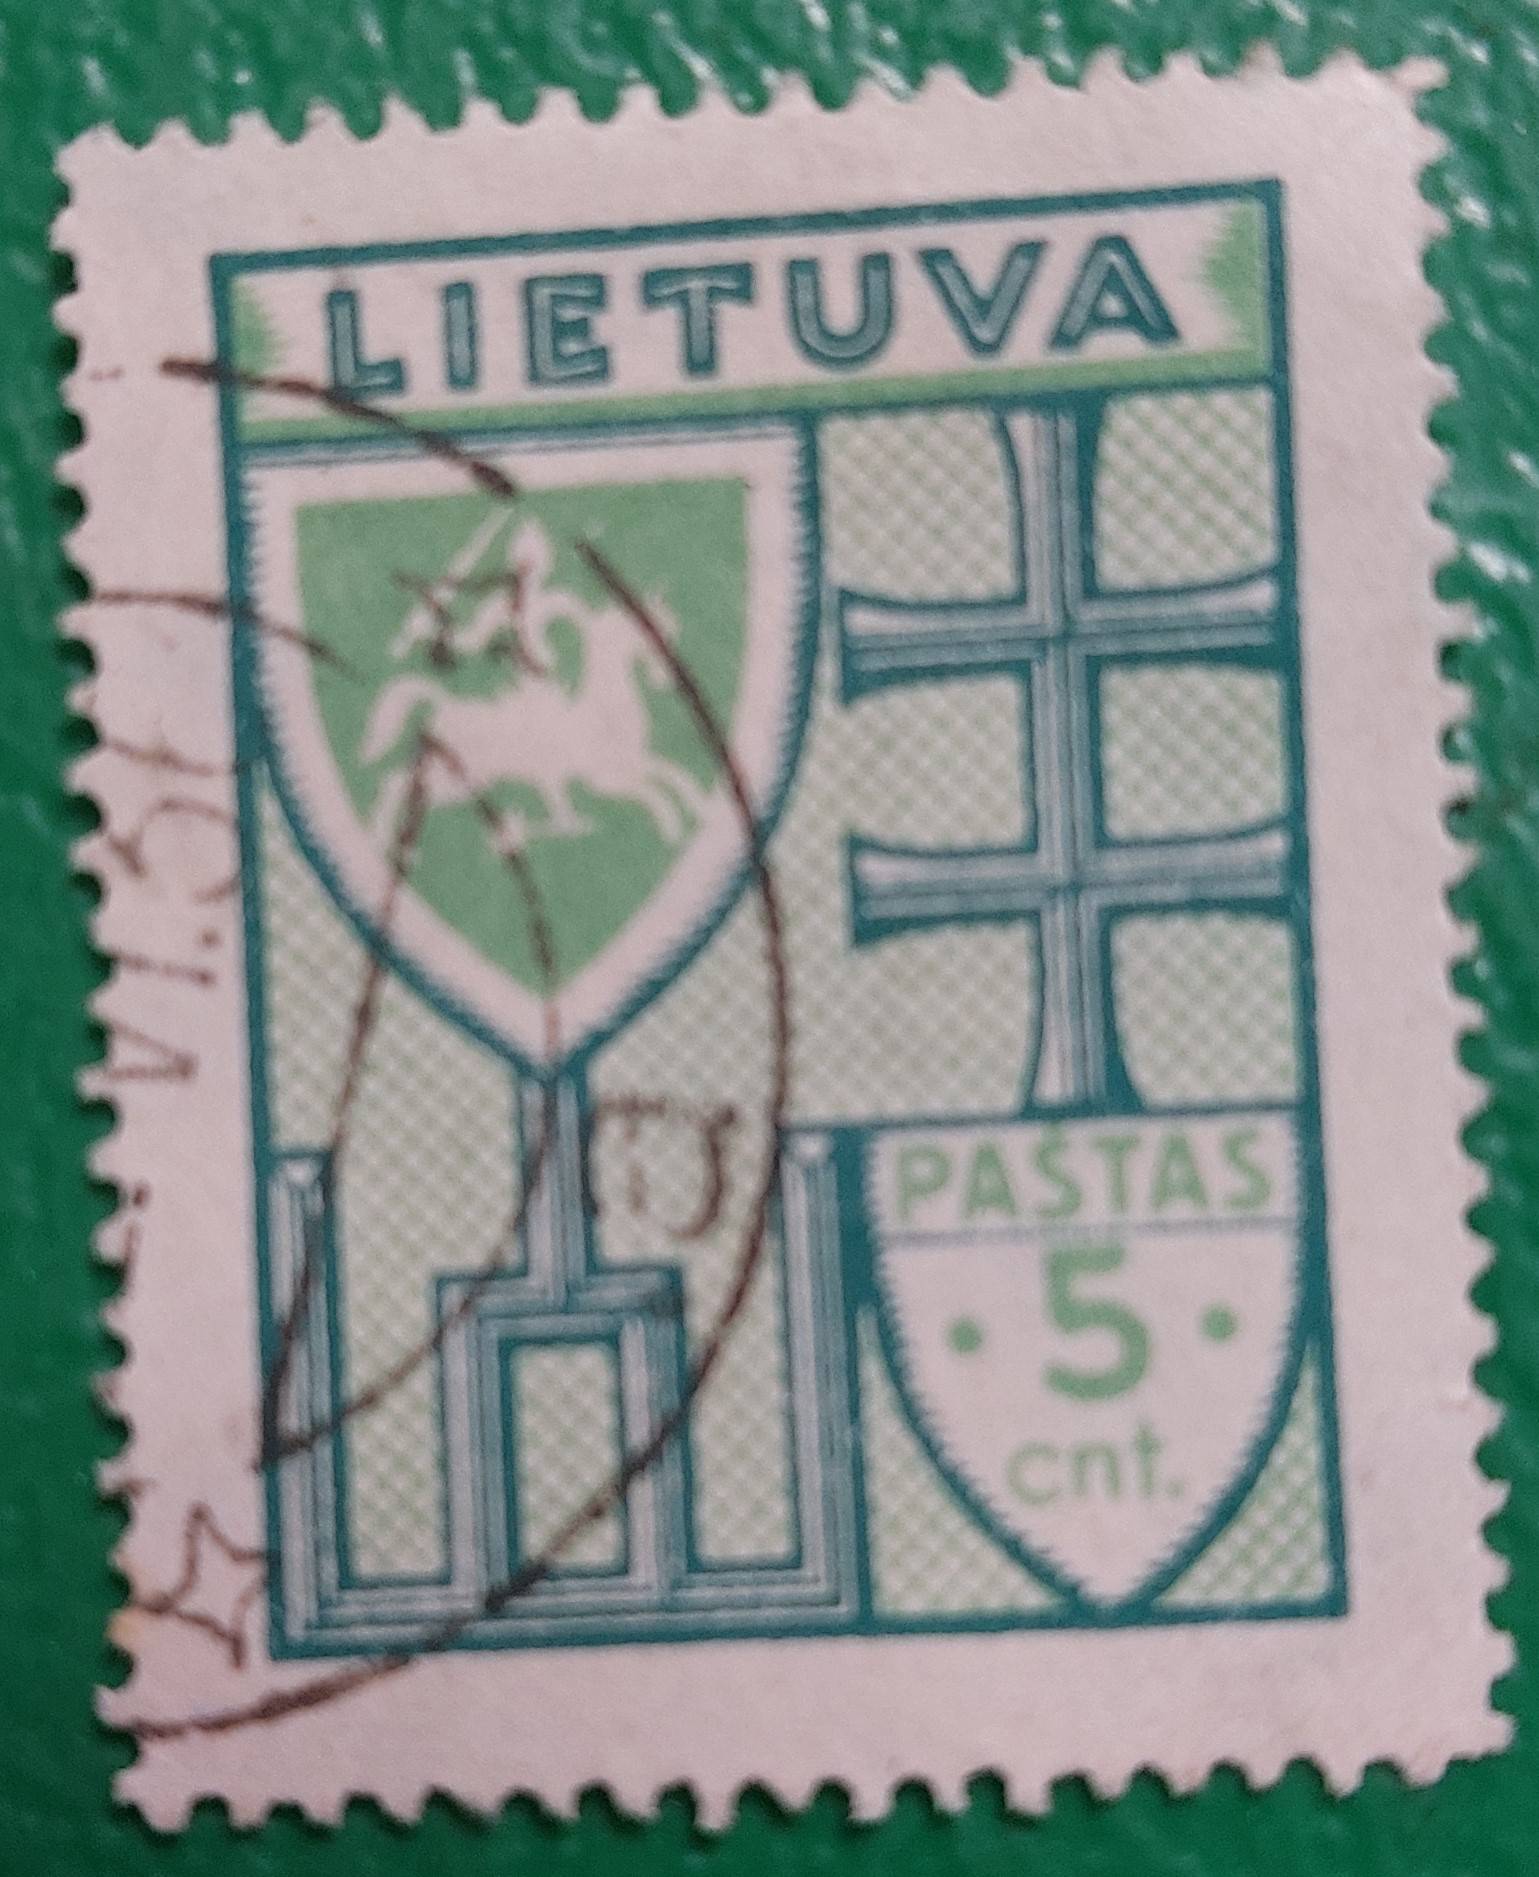 LIETUVA
PAŠTAS
5
cnt.